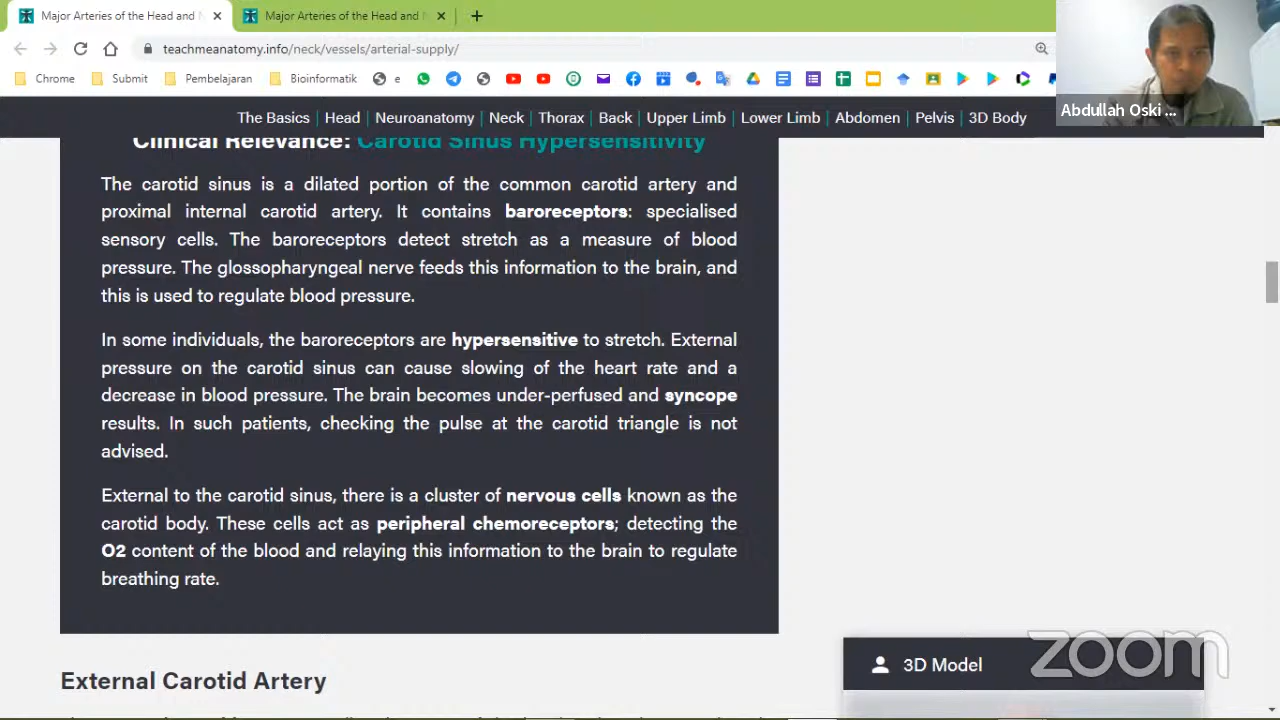 Major Arteries of the Head and
Major Arteries of the Head and
teachmeanatomy.info/neck/vessels/arterial-supply/
Chrome Submit Pembelajaran Bioinformatik e
Abdullah Oski ...
The Basics | Head | Neuroanatomy | Neck | Thorax | Back | Upper Limb | Lower Limb | Abdomen | Pelvis | 3D Body
Clinical Relevance: Carotid Sinus Hypersensitivity
The carotid sinus is a dilated portion of the common carotid artery and
proximal internal carotid artery. It contains baroreceptors: specialised
sensory cells. The baroreceptors detect stretch as a measure of blood
pressure. The glossopharyngeal nerve feeds this information to the brain, and
this is used to regulate blood pressure.
In some individuals, the baroreceptors are hypersensitive to stretch. External
pressure on the carotid sinus can cause slowing of the heart rate and a
decrease in blood pressure. The brain becomes under-perfused and syncope
results. In such patients, checking the pulse at the carotid triangle is not
advised.
External to the carotid sinus, there is a cluster of nervous cells known as the
carotid body. These cells act as peripheral chemoreceptors; detecting the
O2 content of the blood and relaying this information to the brain to regulate
breathing rate.
External Carotid Artery
3D Model
zoom